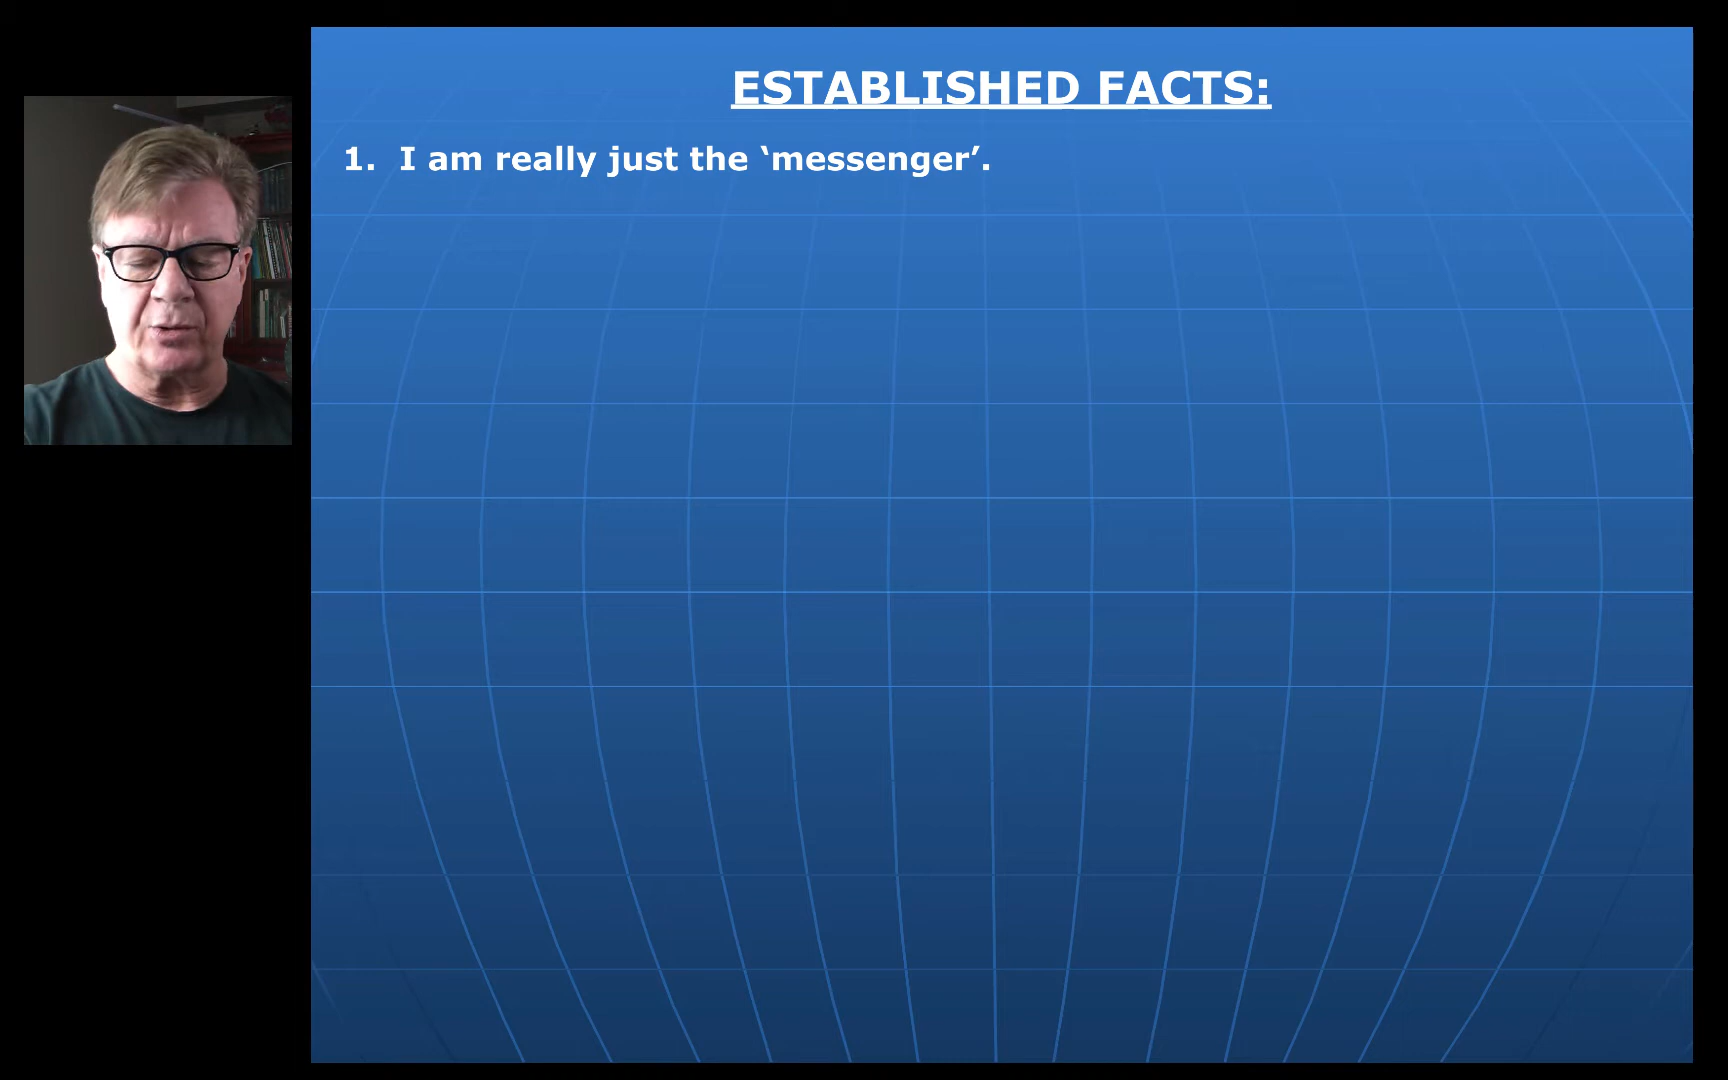 ESTABLISHED FACTS:
1. I am really just the ‘messenger’.